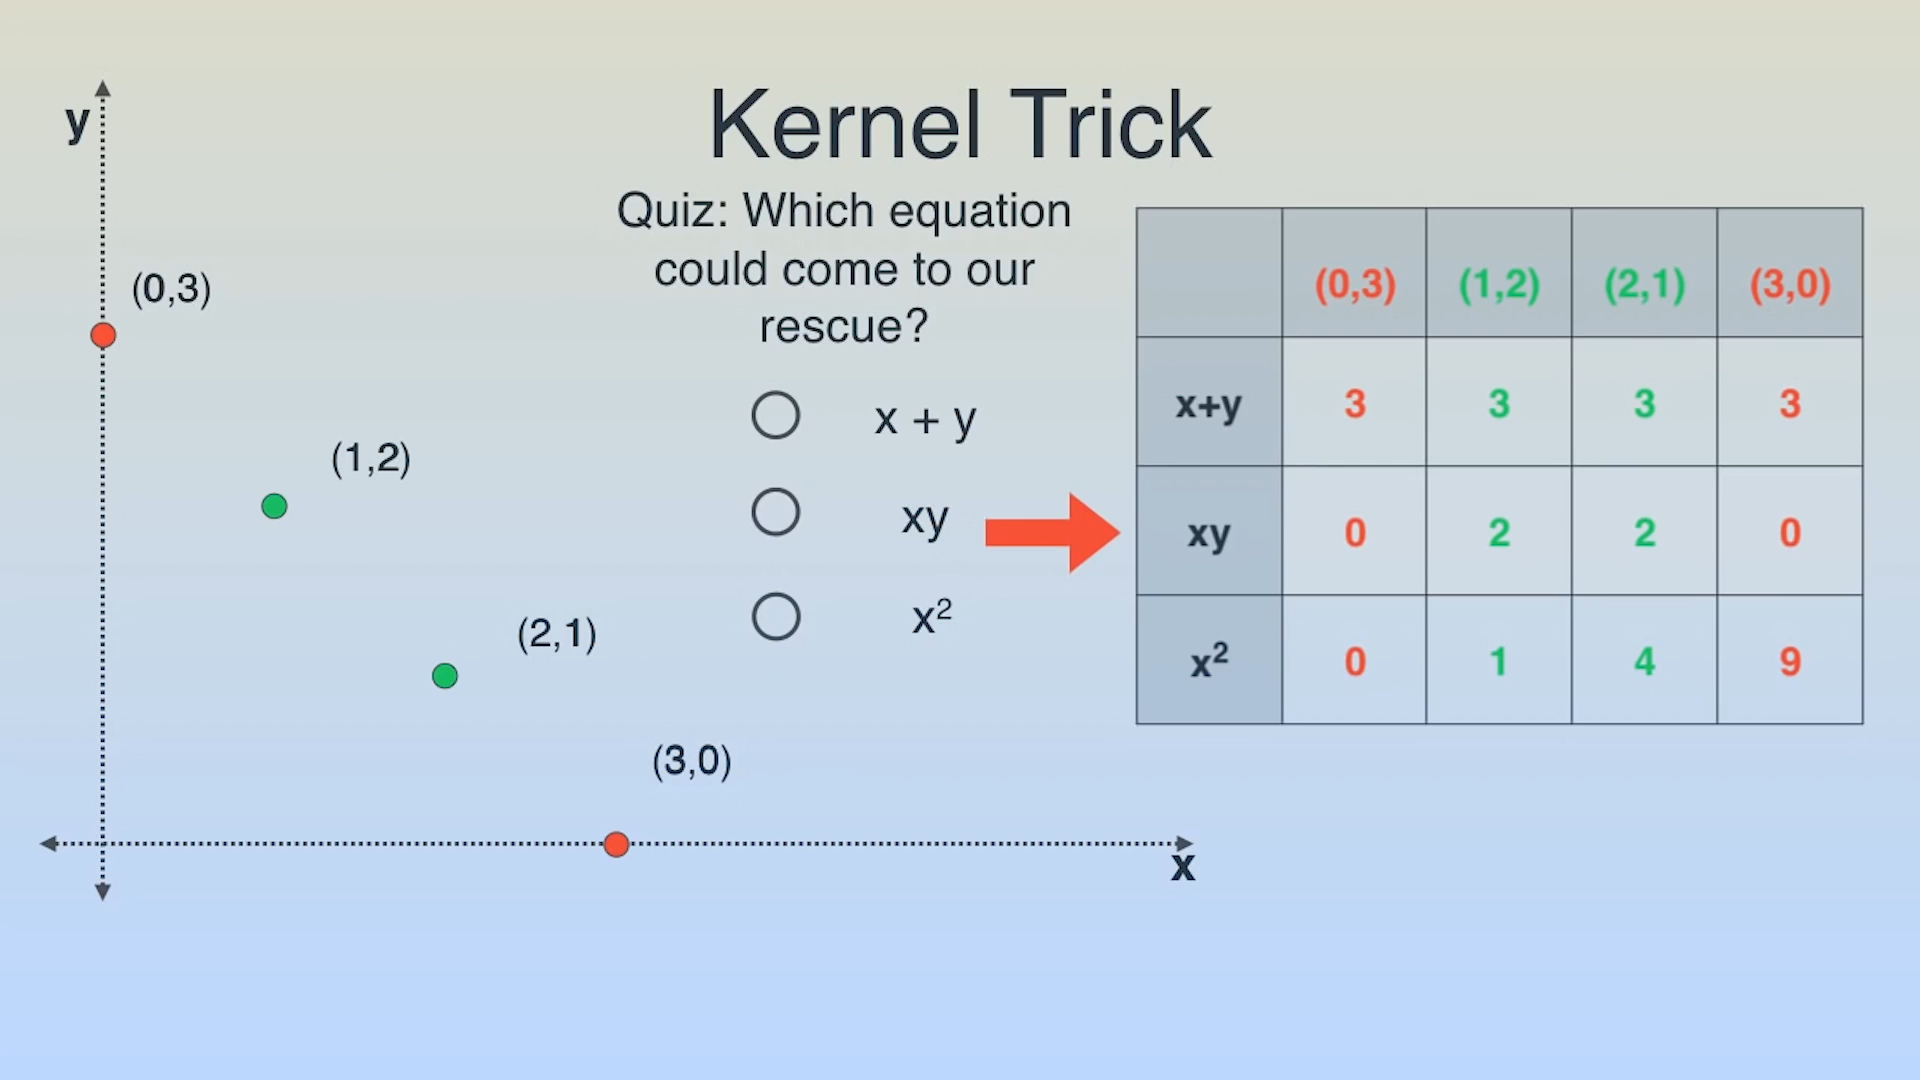 Kernel Trick
Quiz: Which equation
could come to our
rescue?
x + y
xy
x²
y
(0,3)
(1,2)
(2,1)
(3,0)
x
(0,3) (1,2) (2,1) (3,0)
x+y 3 3 3 3
xy 0 2 2 0
x² 0 1 4 9